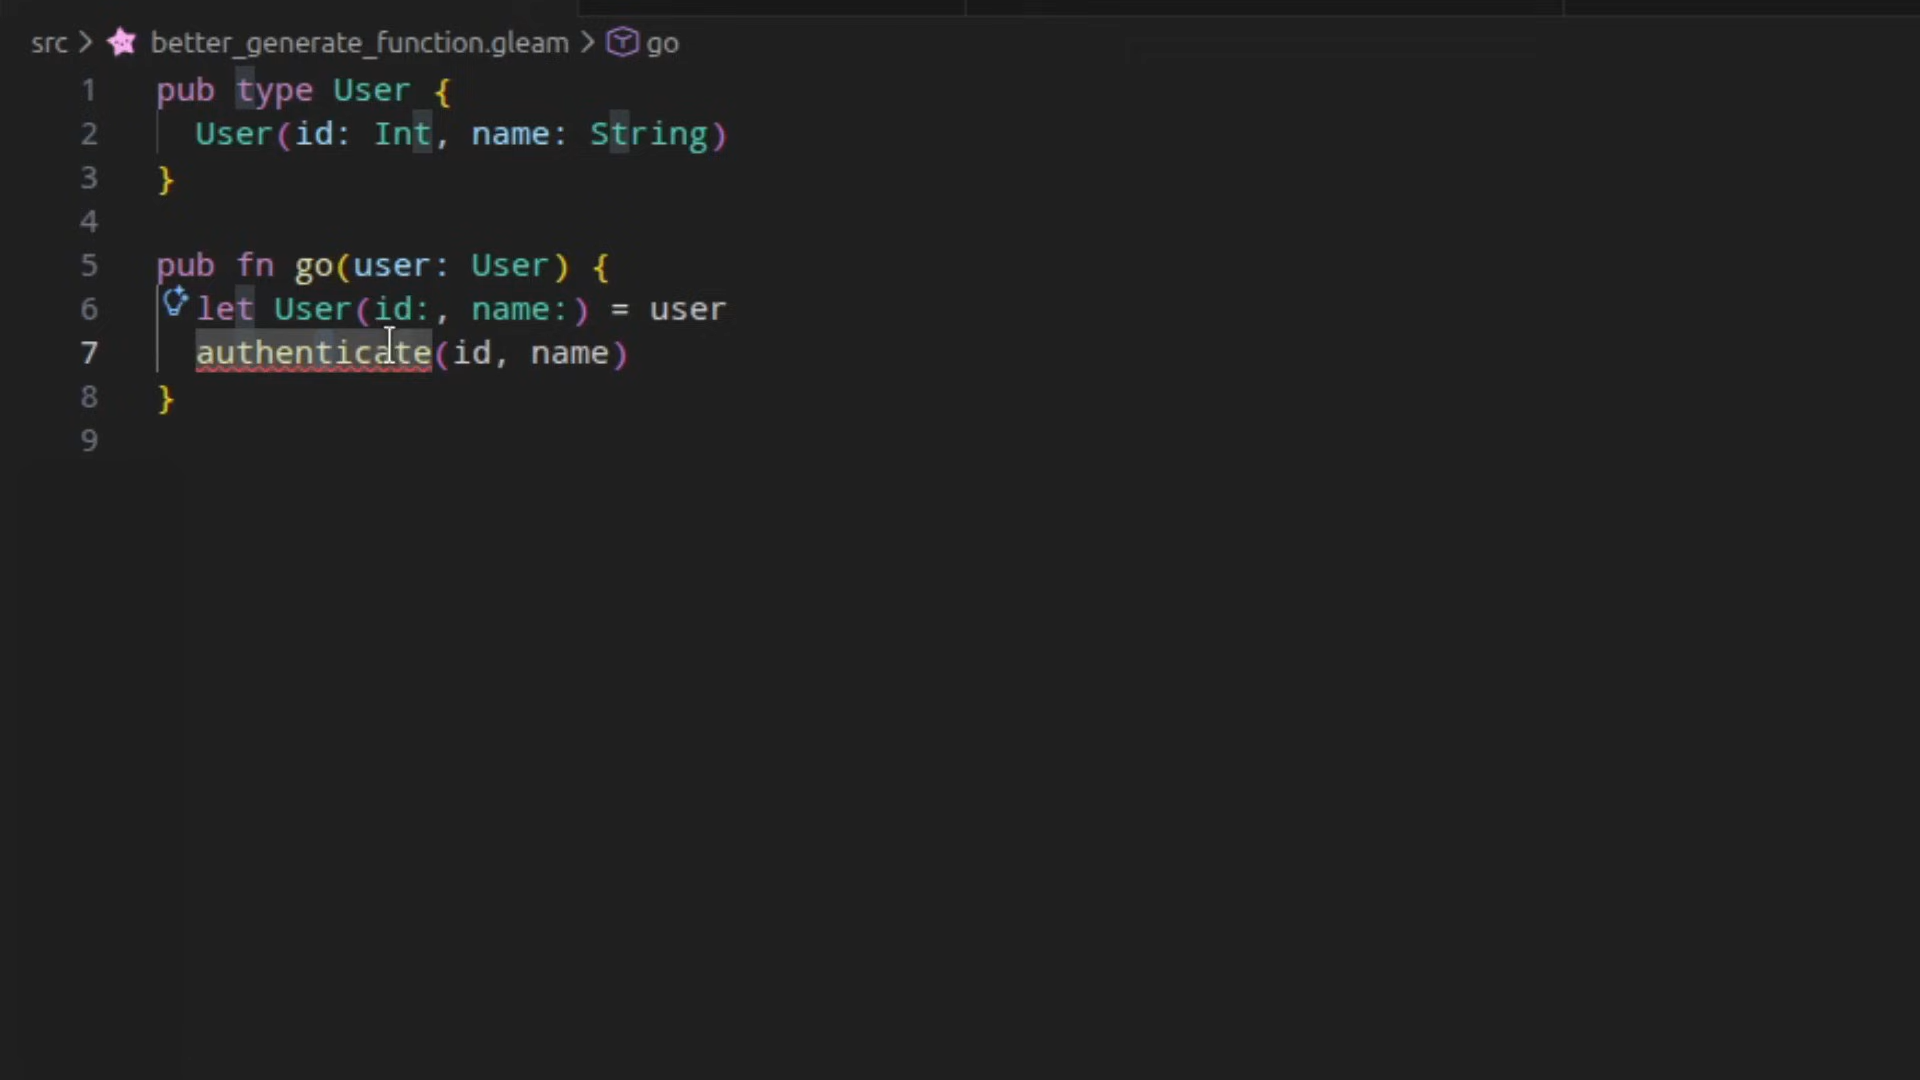 src > better_generate_function.gleam > go
1 pub type User {
2 User(id: Int, name: String)
3 }
4
5 pub fn go(user: User) {
6 let User(id:, name:) = user
7 authenticate(id, name)
8 }
9